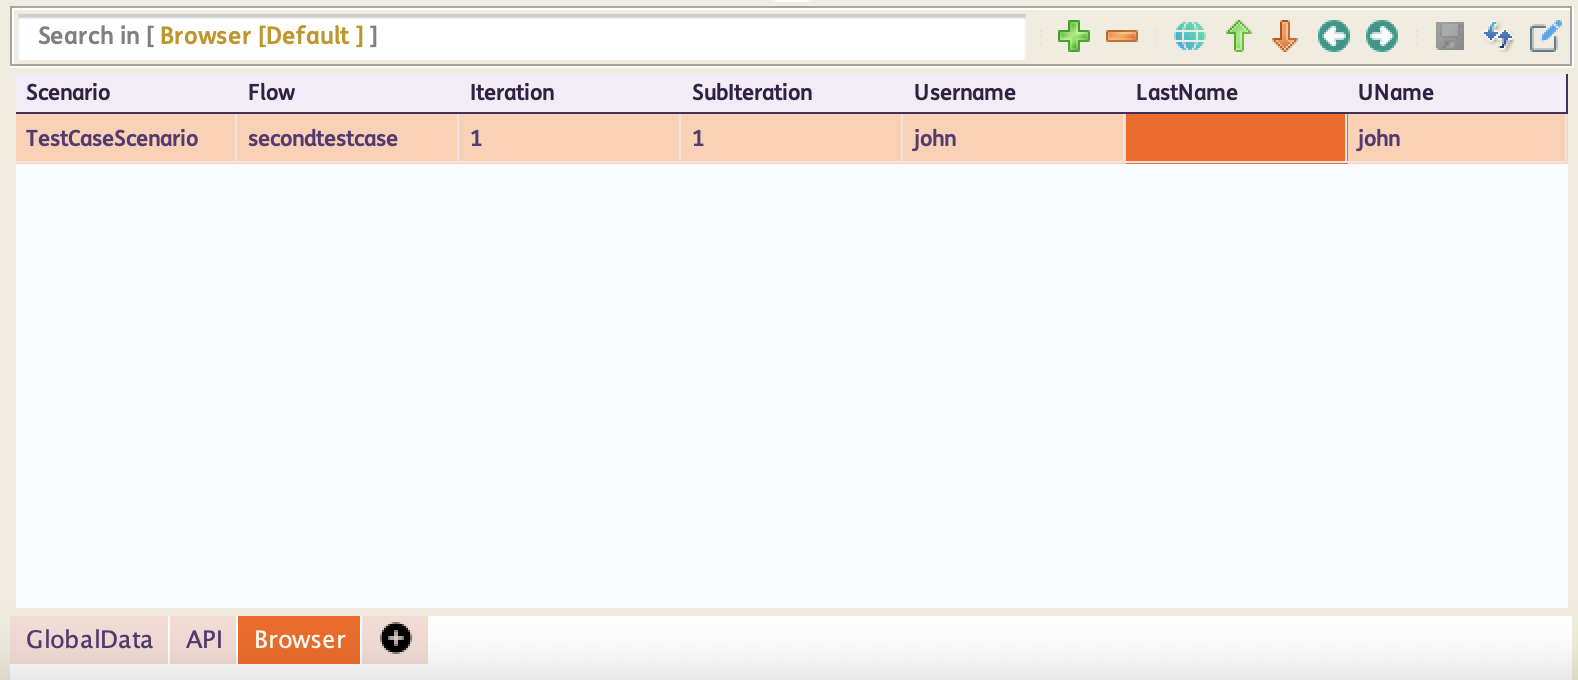 Search in [ Browser [Default ] ]
Scenario Flow Iteration SubIteration Username LastName UName
TestCaseScenario secondtestcase 1 1 john john
GlobalData API Browser